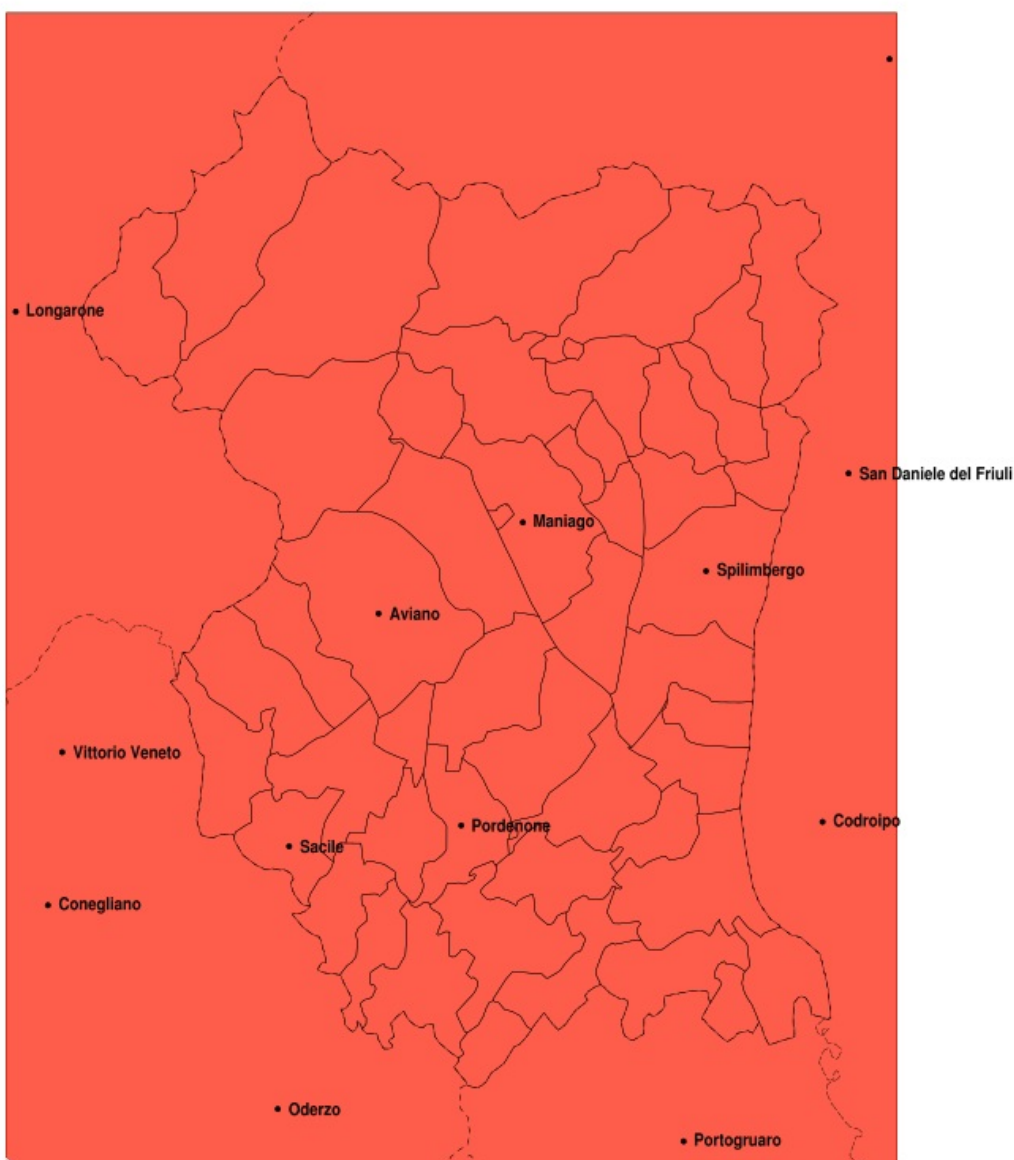 Longarone
San Daniele del Friuli
Maniago
Spilimbergo
Aviano
Vittorio Veneto
Codroipo
Pordenone
Sacile
Conegliano
Oderzo
Portogruaro